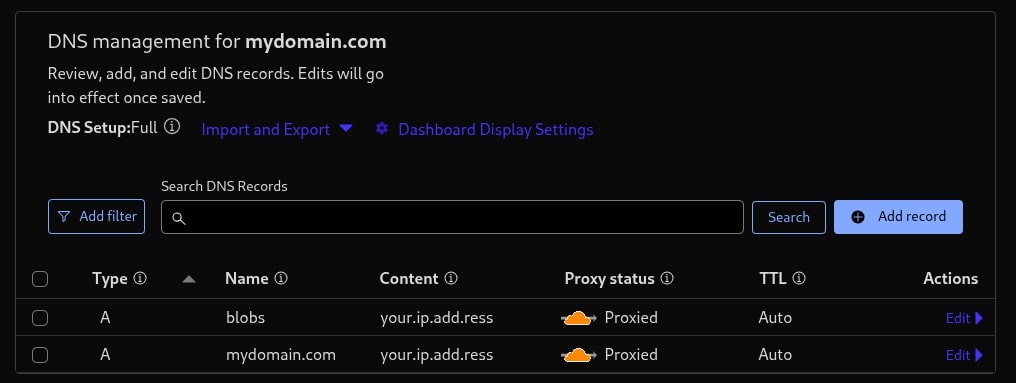 DNS management for mydomain.com
Review, add, and edit DNS records. Edits will go
into effect once saved.
DNS Setup:Full Import and Export Dashboard Display Settings
Search DNS Records
Add filter Search Add record
Type Name Content Proxy status TTL Actions
A blobs your.ip.add.ress Proxied Auto Edit
A mydomain.com your.ip.add.ress Proxied Auto Edit